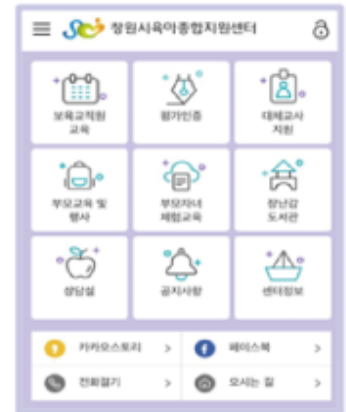 창원시육아종합지원센터
보육교직원
교육
평가인증
대체교사
지원
부모교육 및
행사
부모자녀
체험교육
장난감
도서관
상담실
공지사항
센터정보
카카오스토리
페이스북
전화걸기
오시는 길